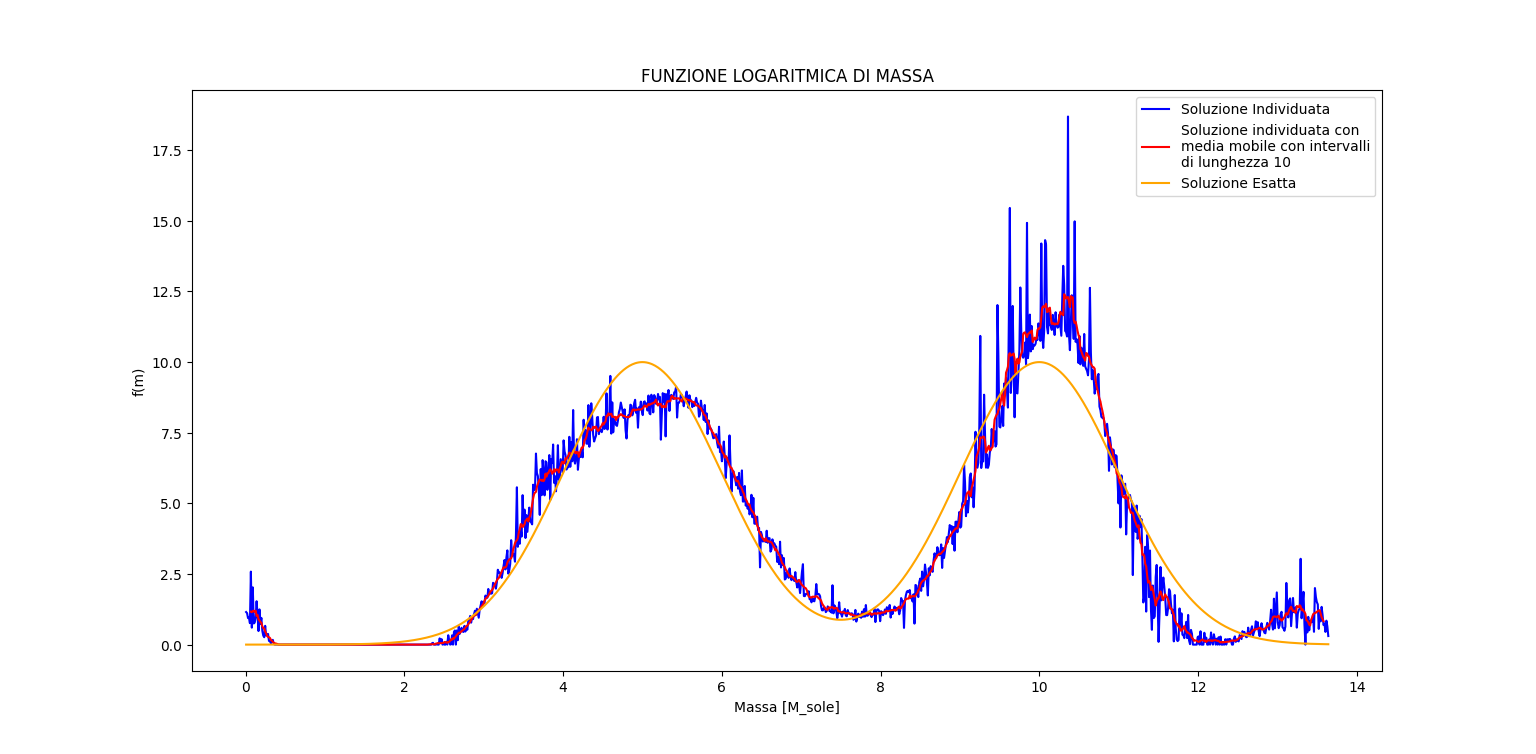 FUNZIONE LOGARITMICA DI MASSA
Soluzione Individuata
Soluzione individuata con
media mobile con intervalli
di lunghezza 10
Soluzione Esatta
f(m)
17.5
15.0
12.5
10.0
7.5
5.0
2.5
0.0
0 2 4 6 8 10 12 14
Massa [M_sole]